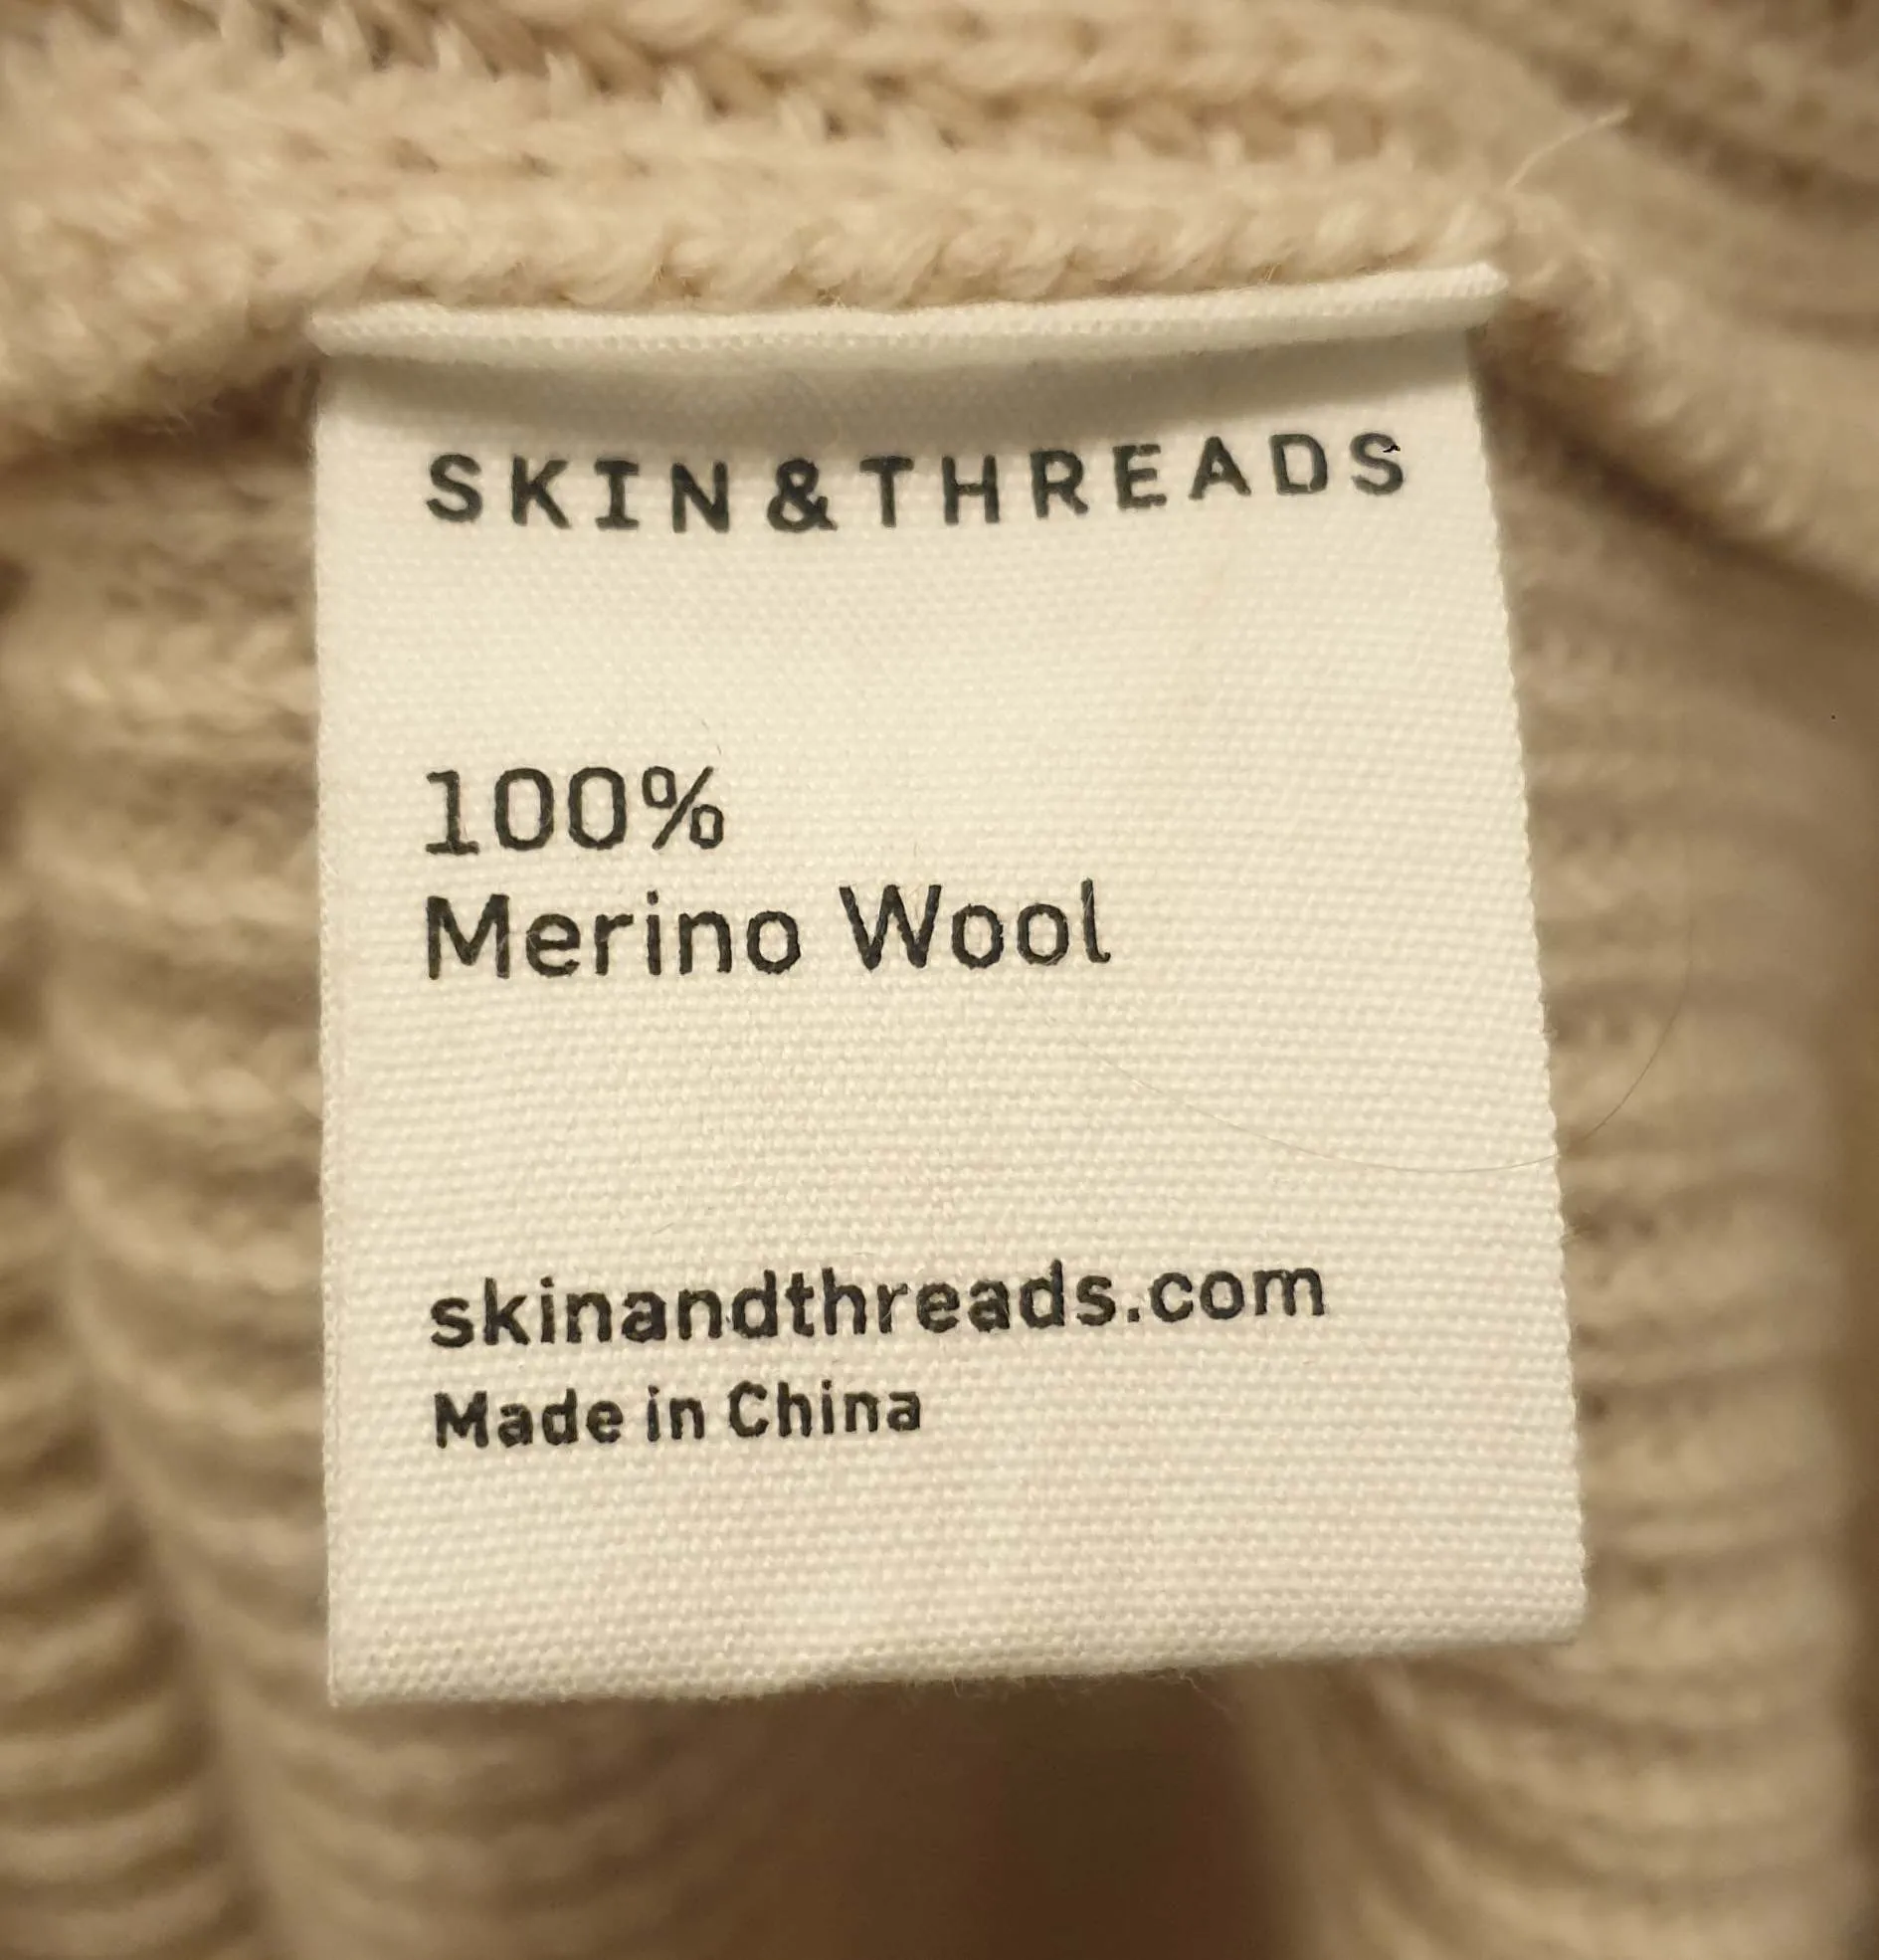 SKIN&THREADS
100%
Merino Wool
skinandthreads.com
Made in China